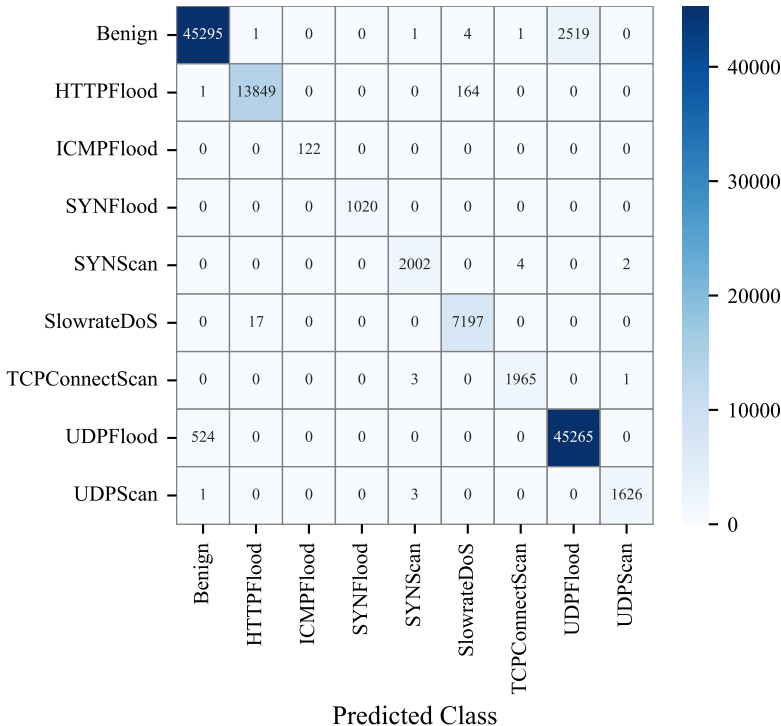 Benign 45295 1 0 0 1 4 1 2519 0
HTTPFlood 1 13849 0 0 0 164 0 0 0
ICMPFlood 0 0 122 0 0 0 0 0 0
SYNFlood 0 0 0 1020 0 0 0 0 0
SYNScan 0 0 0 0 2002 0 4 0 2
SlowrateDoS 0 17 0 0 0 7197 0 0 0
TCPConnectScan 0 0 0 0 3 0 1965 0 1
UDPFlood 524 0 0 0 0 0 0 45265 0
UDPScan 1 0 0 0 3 0 0 0 1626
Benign
HTTPFlood
ICMPFlood
SYNFlood
SYNScan
SlowrateDoS
TCPConnectScan
UDPFlood
UDPScan
Predicted Class
40000
30000
20000
10000
0